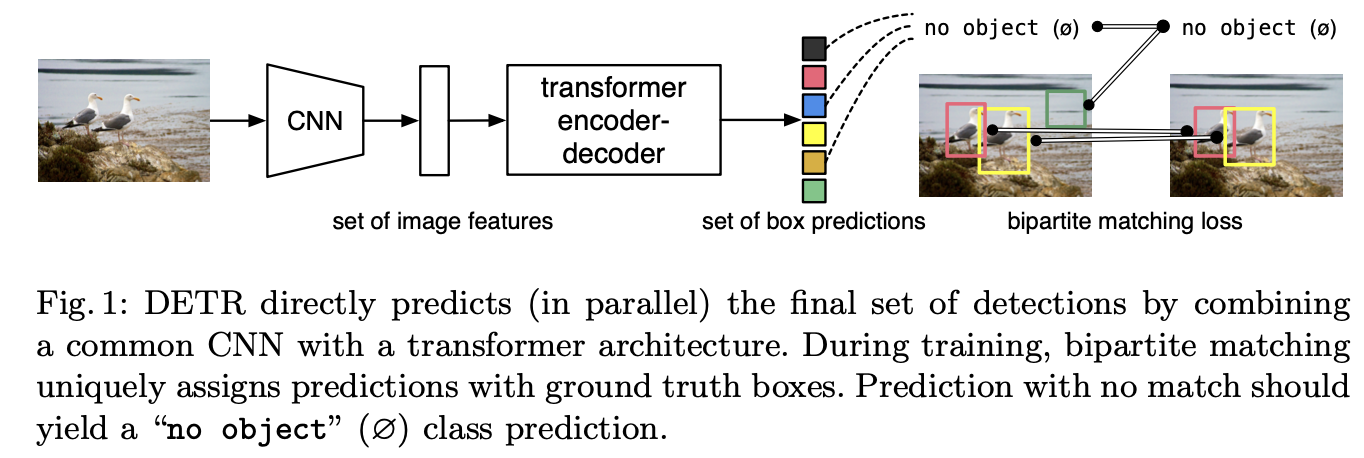 no object (ø)
no object (ø)
CNN
transformer
encoder-
decoder
set of image features
set of box predictions
bipartite matching loss
Fig. 1: DETR directly predicts (in parallel) the final set of detections by combining
a common CNN with a transformer architecture. During training, bipartite matching
uniquely assigns predictions with ground truth boxes. Prediction with no match should
yield a “no object” (∅) class prediction.